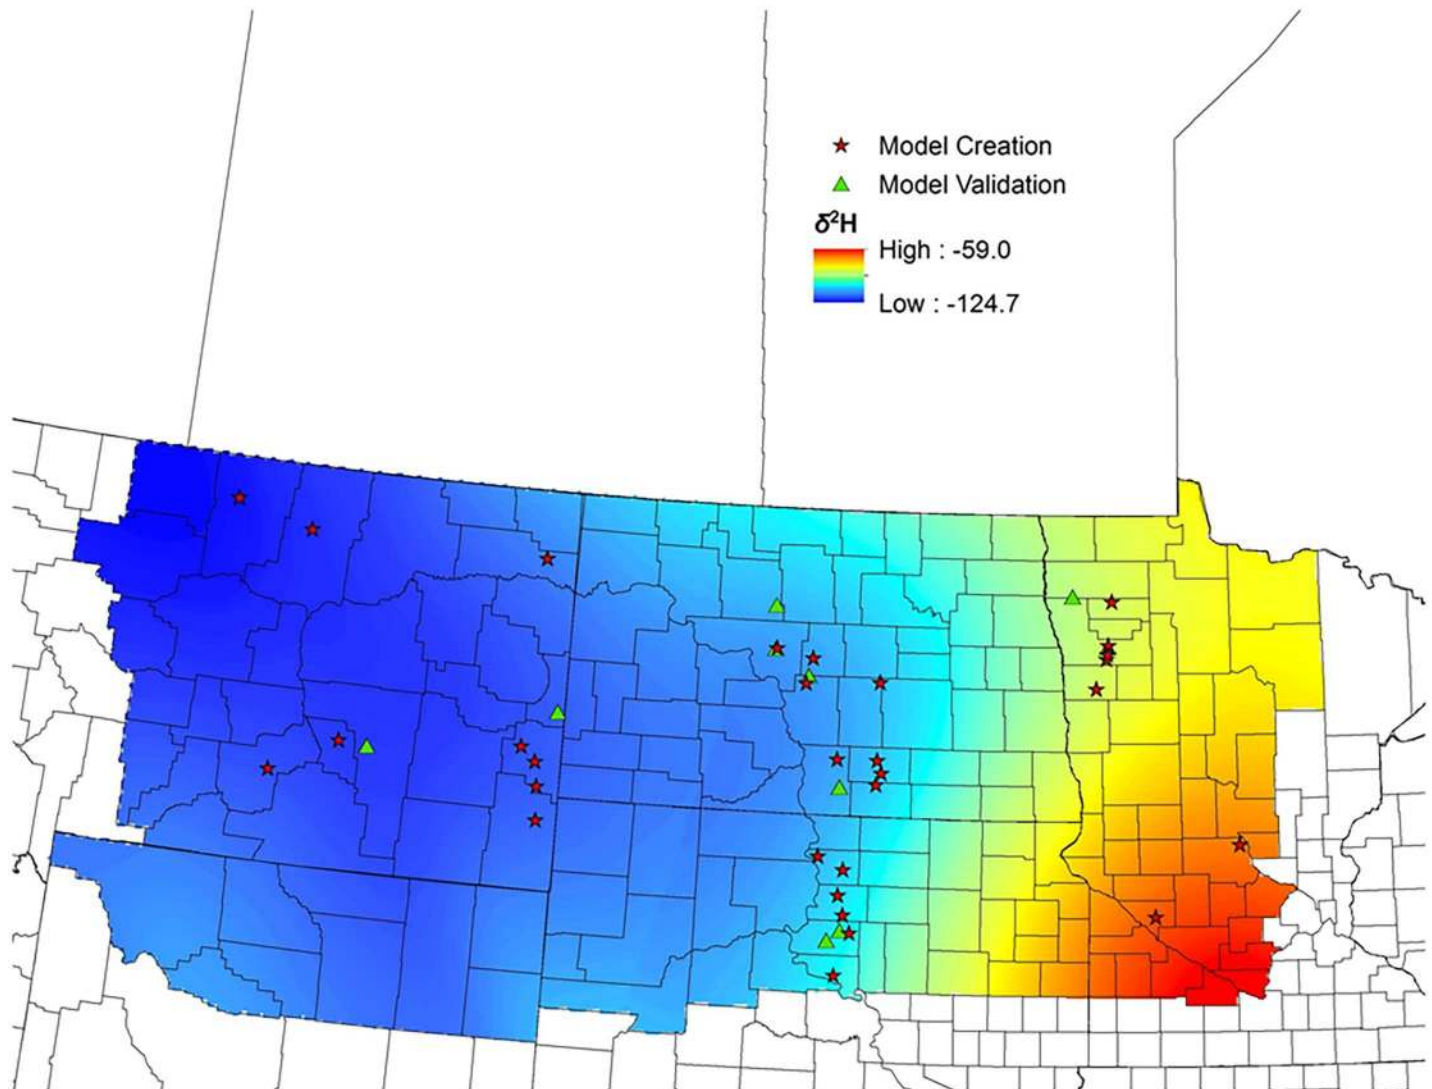 Model Creation
Model Validation
δ²H
High : -59.0
Low : -124.7